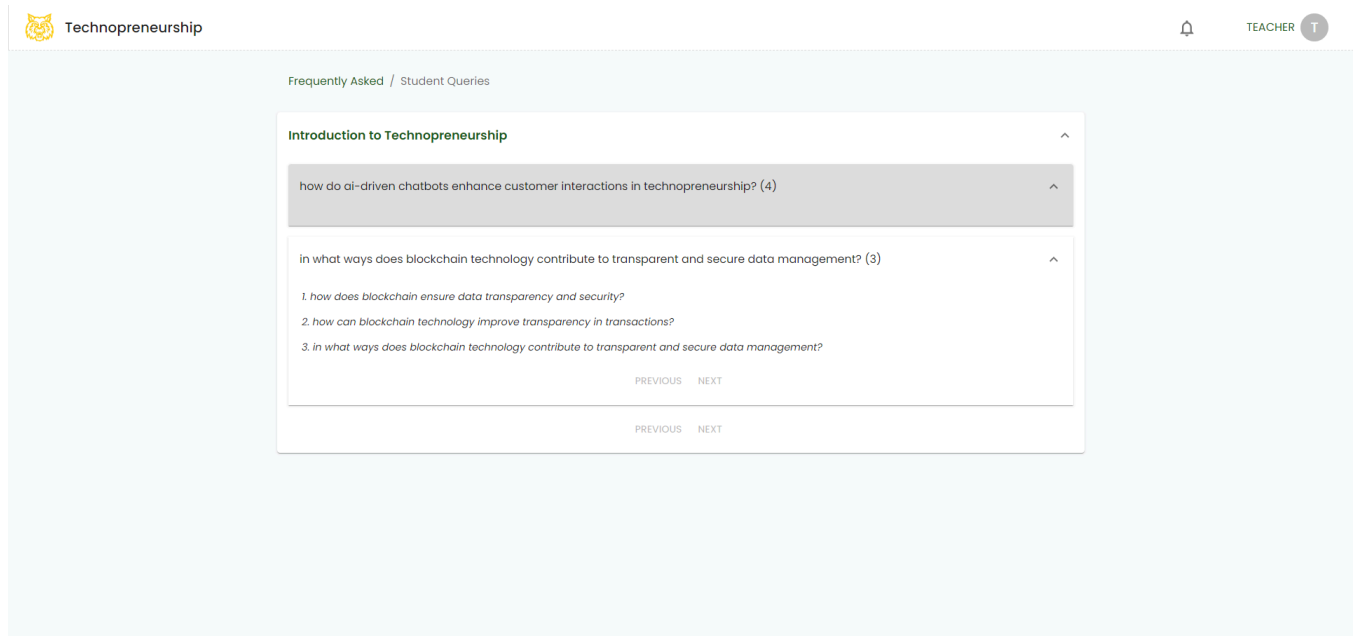 Technopreneurship
TEACHER T
Frequently Asked / Student Queries
Introduction to Technopreneurship
how do ai-driven chatbots enhance customer interactions in technopreneurship? (4)
in what ways does blockchain technology contribute to transparent and secure data management? (3)
1. how does blockchain ensure data transparency and security?
2. how can blockchain technology improve transparency in transactions?
3. in what ways does blockchain technology contribute to transparent and secure data management?
PREVIOUS NEXT
PREVIOUS NEXT